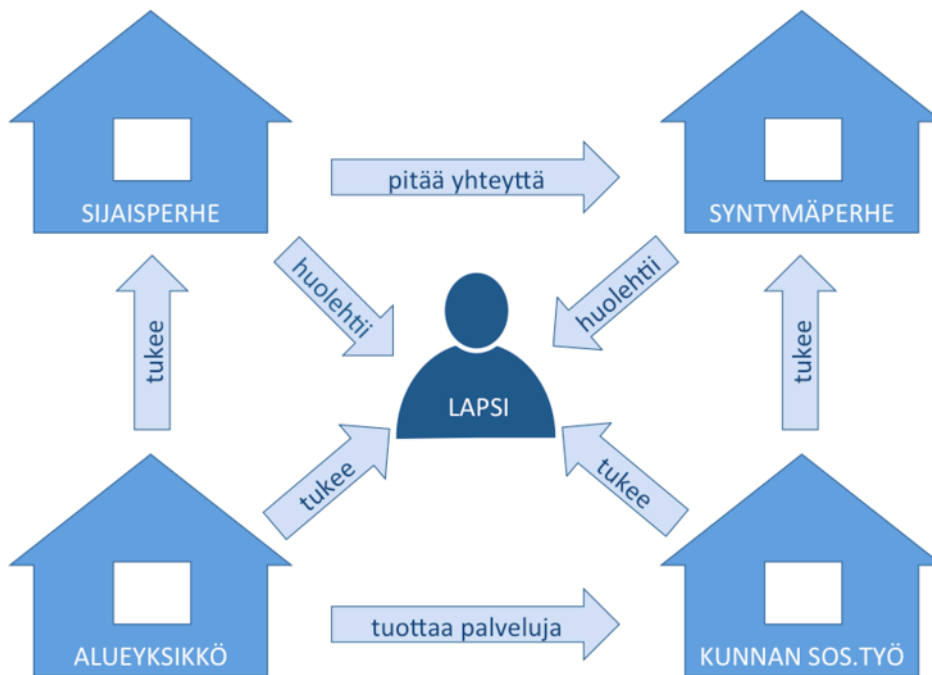 SIJAISPERHE
pitää yhteyttä
SYNTYMÄPERHE
huolehtii
huolehtii
tukee
LAPSI
tukee
tukee
tukee
ALUEYKSIKKÖ
tuottaa palveluja
KUNNAN SOS.TYÖ